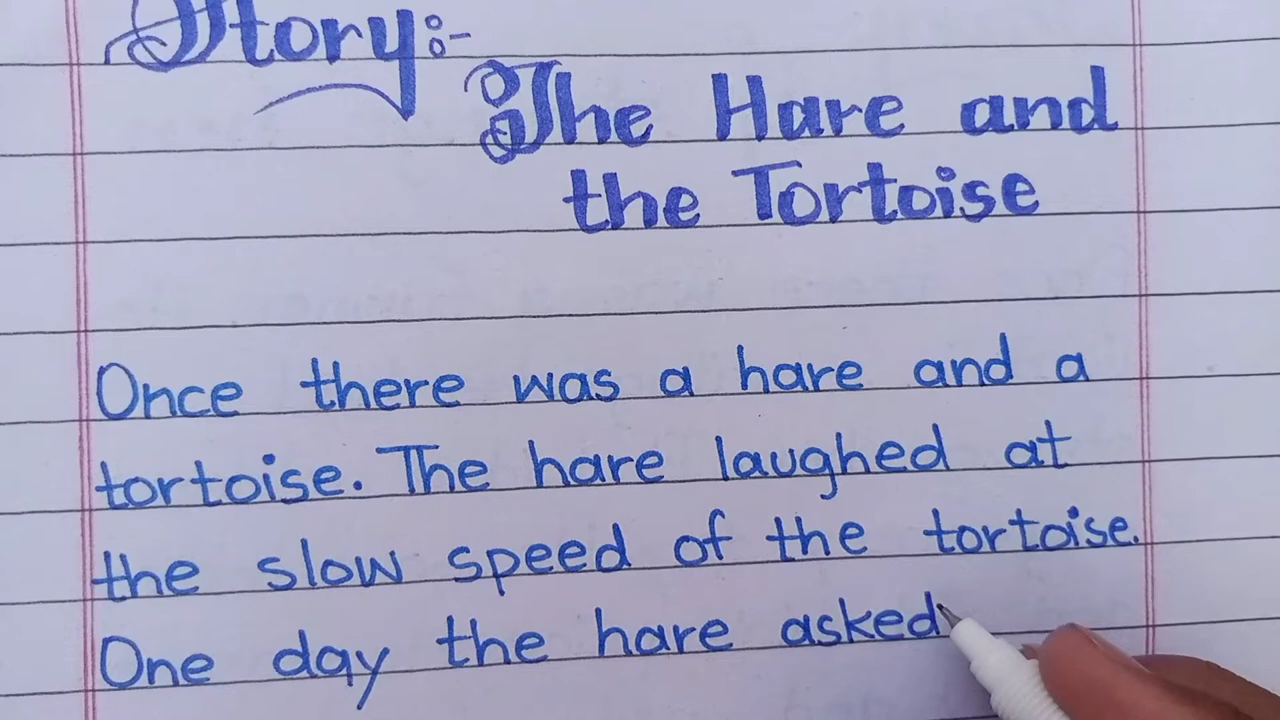 Story:-
The Hare and
the Tortoise
Once there was a hare and a
tortoise. The hare laughed at
the slow speed of the tortoise.
One day the hare asked